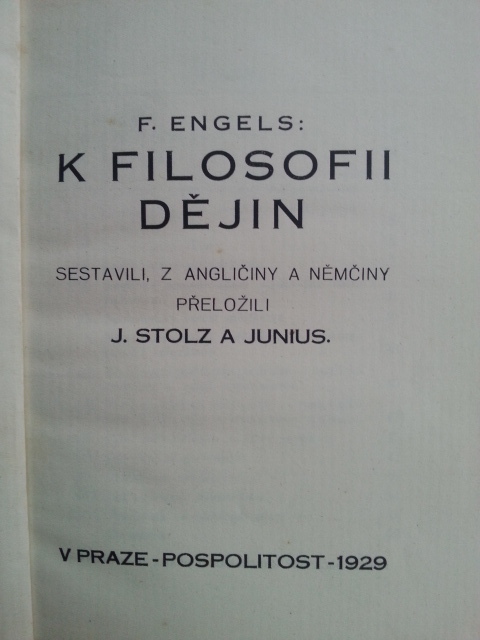 F. ENGELS:
K FILOSOFII
DĚJIN
SESTAVILI, Z ANGLIČINY A NĚMČINY
PŘELOŽILI
J. STOLZ A JUNIUS.
V PRAZE - POSPOLITOST - 1929